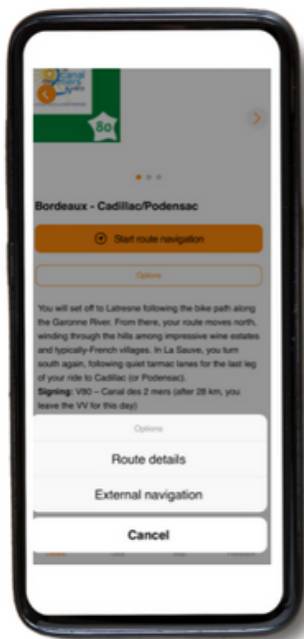 Canal
80
Bordeaux - Cadillac/Podensac
Start route navigation
Options
You will set off to Latresne following the bike path along
the Garonne River. From there, your route moves north,
winding through the hills among impressive wine estates
and typically-French villages. In La Sauve, you turn
south again, following quiet tarmac lanes for the last leg
of your ride to Cadillac (or Podensac).
Signing: V80 – Canal des 2 mers (after 28 km, you
leave the VV for this day)
Options
Route details
External navigation
Cancel